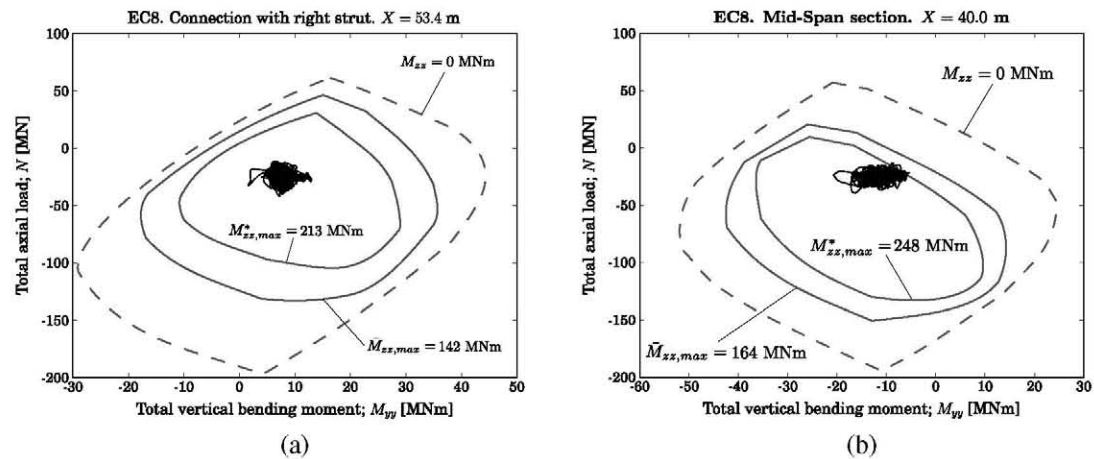 EC8. Connection with right strut. X = 53.4 m
100
50
0
-50
-100
-150
-200
Total axial load; N [MN]
M_zz = 0 MNm
M*_zz,max = 213 MNm
M̄_zz,max = 142 MNm
-30 -20 -10 0 10 20 30 40 50
Total vertical bending moment; M_yy [MNm]
(a)
EC8. Mid-Span section. X = 40.0 m
100
50
0
-50
-100
-150
-200
Total axial load; N [MN]
M_zz = 0 MNm
M*_zz,max = 248 MNm
M̄_zz,max = 164 MNm
-60 -50 -40 -30 -20 -10 0 10 20 30
Total vertical bending moment; M_yy [MNm]
(b)